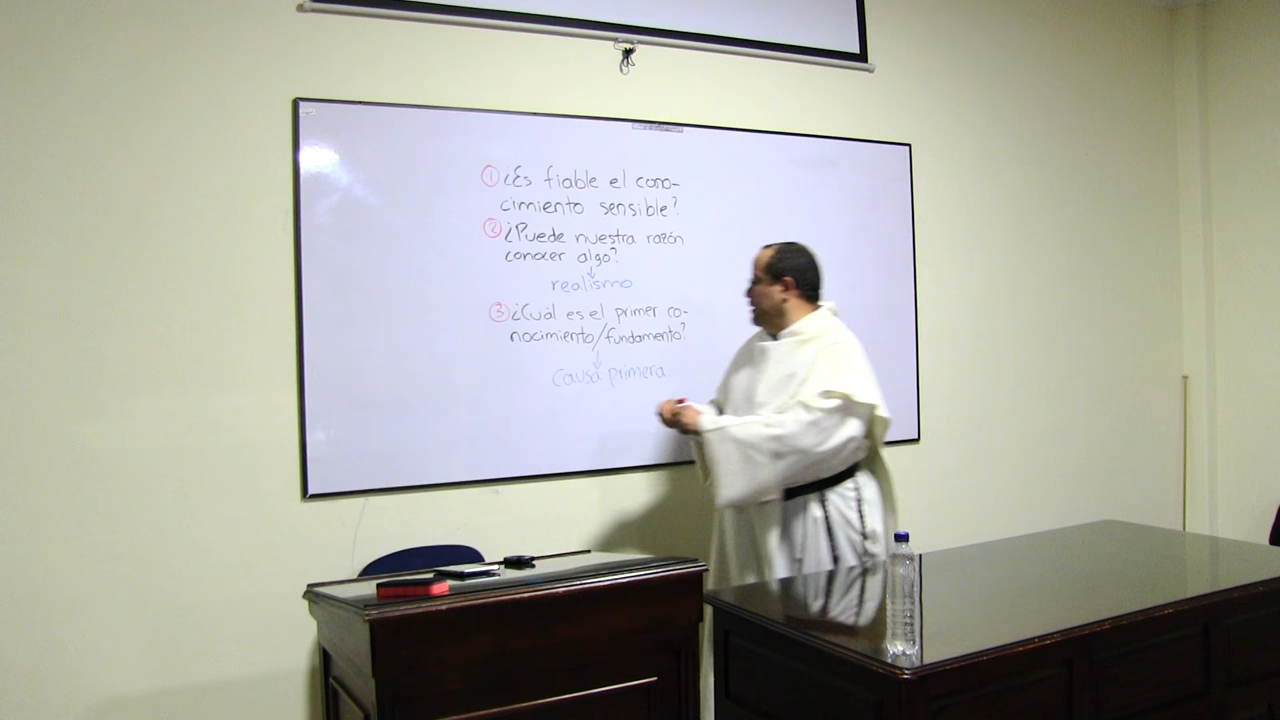 ① ¿Es fiable el cono-
cimiento sensible?
② ¿Puede nuestra razón
conocer algo?
↓
realismo
③ ¿Cuál es el primer co-
nocimiento/fundamento?
↓
causa primera